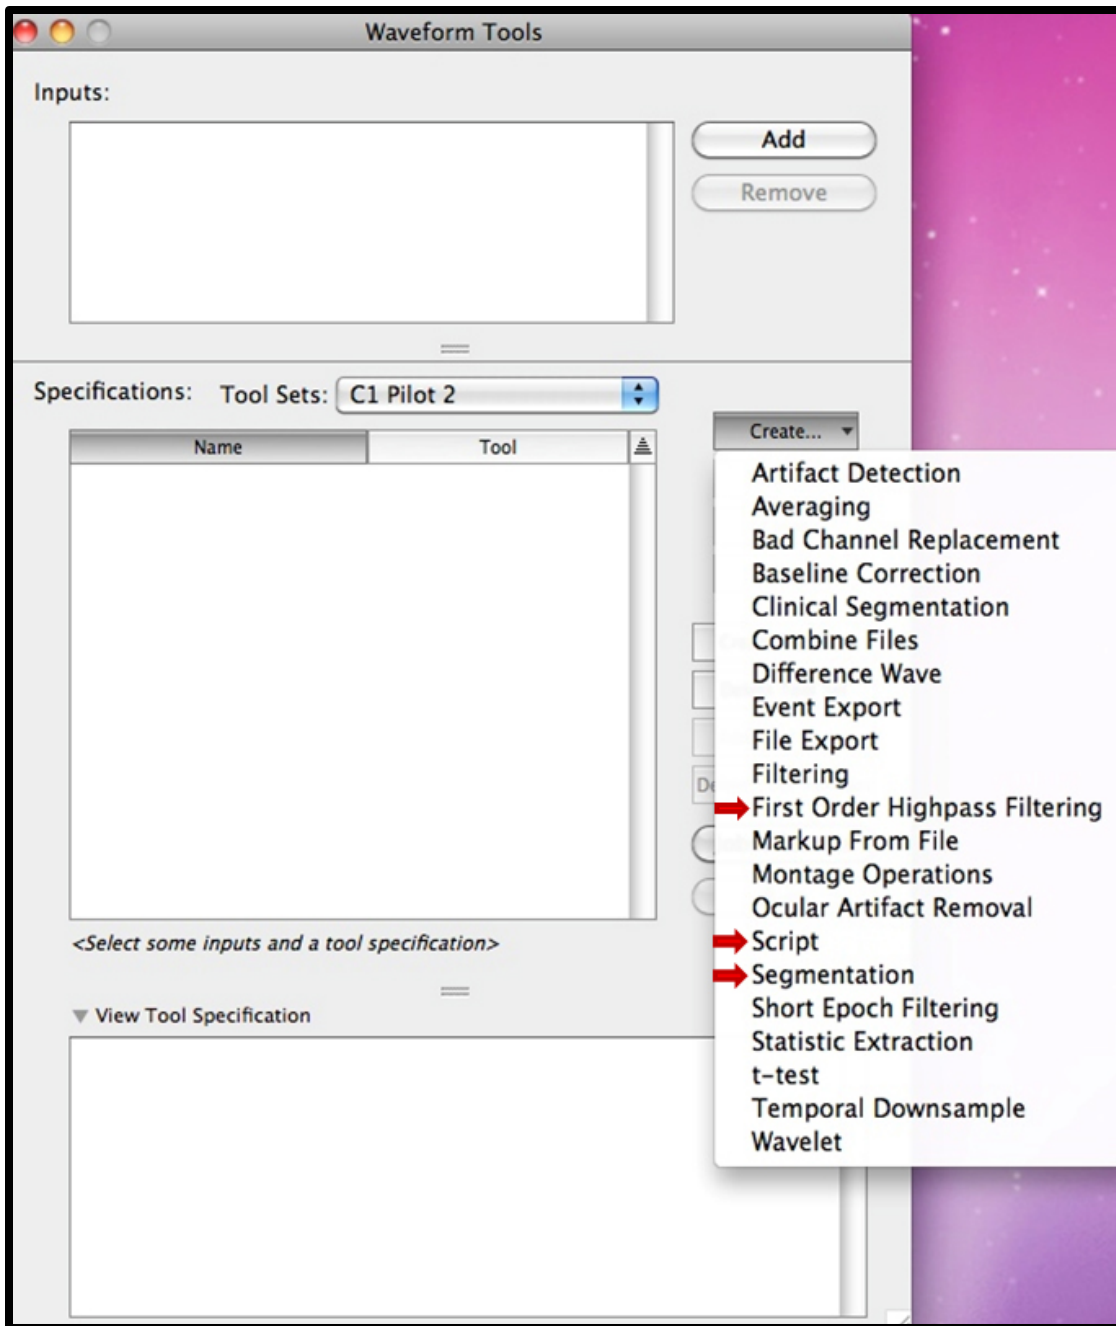 Waveform Tools
Inputs:
Add
Remove
Specifications: Tool Sets: C1 Pilot 2
Name Tool
Create...
Artifact Detection
Averaging
Bad Channel Replacement
Baseline Correction
Clinical Segmentation
Combine Files
Difference Wave
Event Export
File Export
Filtering
First Order Highpass Filtering
Markup From File
Montage Operations
Ocular Artifact Removal
Script
Segmentation
Short Epoch Filtering
Statistic Extraction
t-test
Temporal Downsample
Wavelet
<Select some inputs and a tool specification>
View Tool Specification